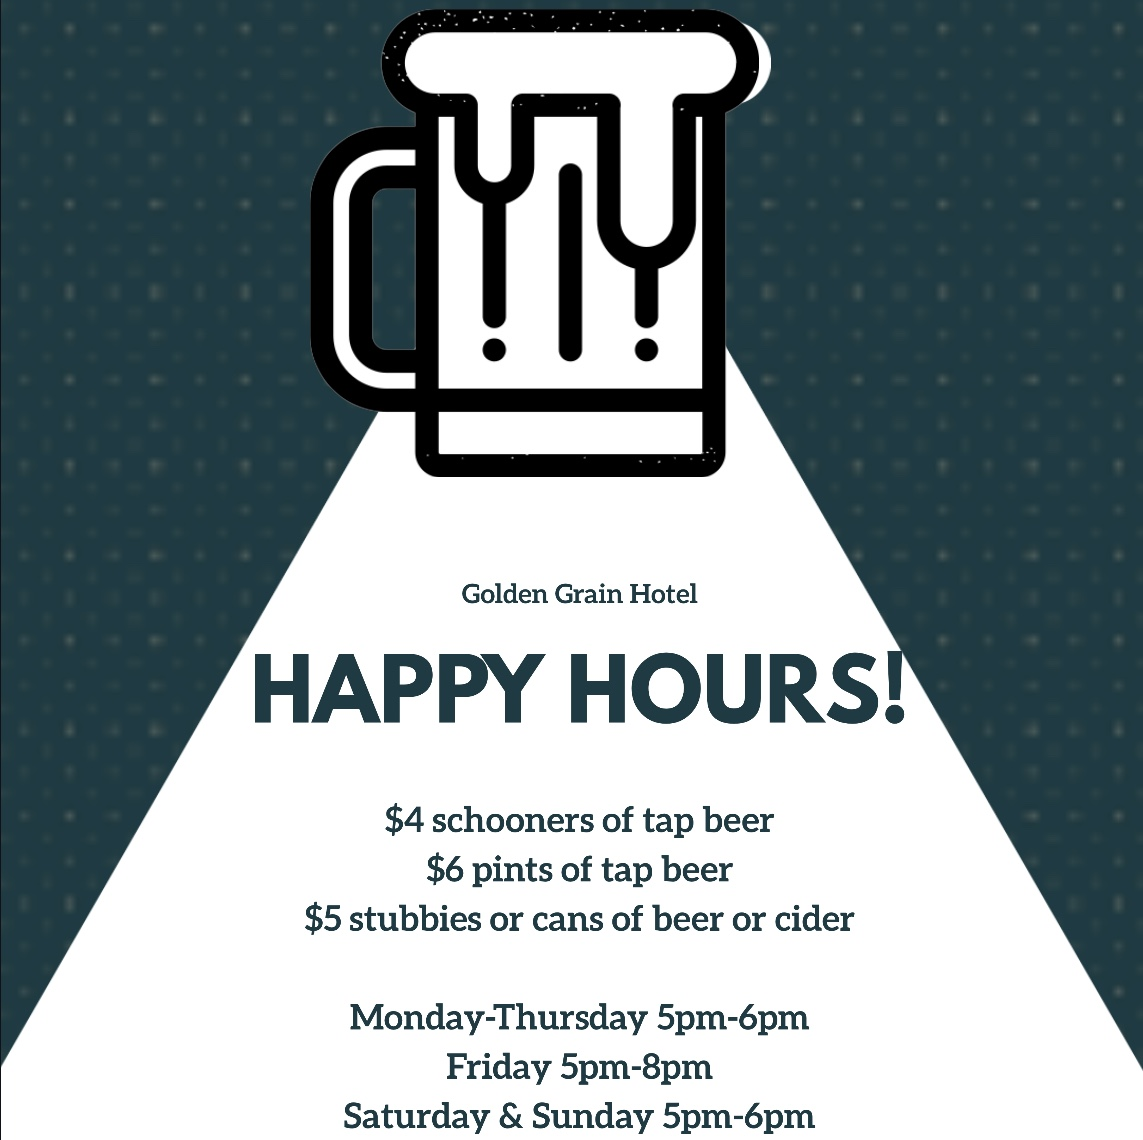 Golden Grain Hotel
HAPPY HOURS!
$4 schooners of tap beer
$6 pints of tap beer
$5 stubbies or cans of beer or cider
Monday-Thursday 5pm-6pm
Friday 5pm-8pm
Saturday & Sunday 5pm-6pm